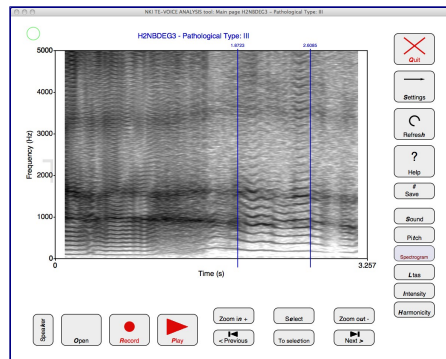 NKI TE-VOICE ANALYSIS tool: Main page H2NBDEG3 - Pathological Type: III
H2NBDEG3 - Pathological Type: III
1.8723
2.6085
5000
4000
3000
2000
1000
0
Frequency (Hz)
0
3.257
Time (s)
Quit
Settings
Refresh
?
Help
#
Save
Sound
Pitch
Spectrogram
Ltas
Intensity
Harmonicity
Speaker
Open
Record
Play
Zoom in +
Select
Zoom out -
< Previous
To selection
Next >